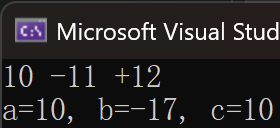 Microsoft Visual Stud
10 -11 +12
a=10, b=-17, c=10